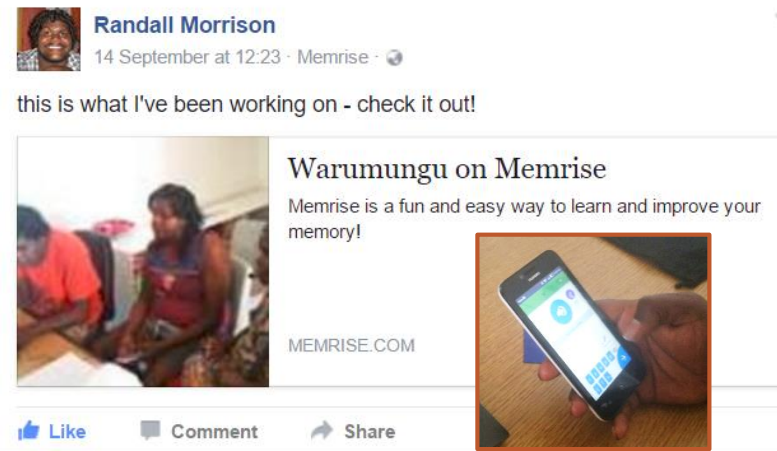 Randall Morrison
14 September at 12:23 · Memrise ·
this is what I've been working on - check it out!
Warumungu on Memrise
Memrise is a fun and easy way to learn and improve your
memory!
MEMRISE.COM
Like Comment Share